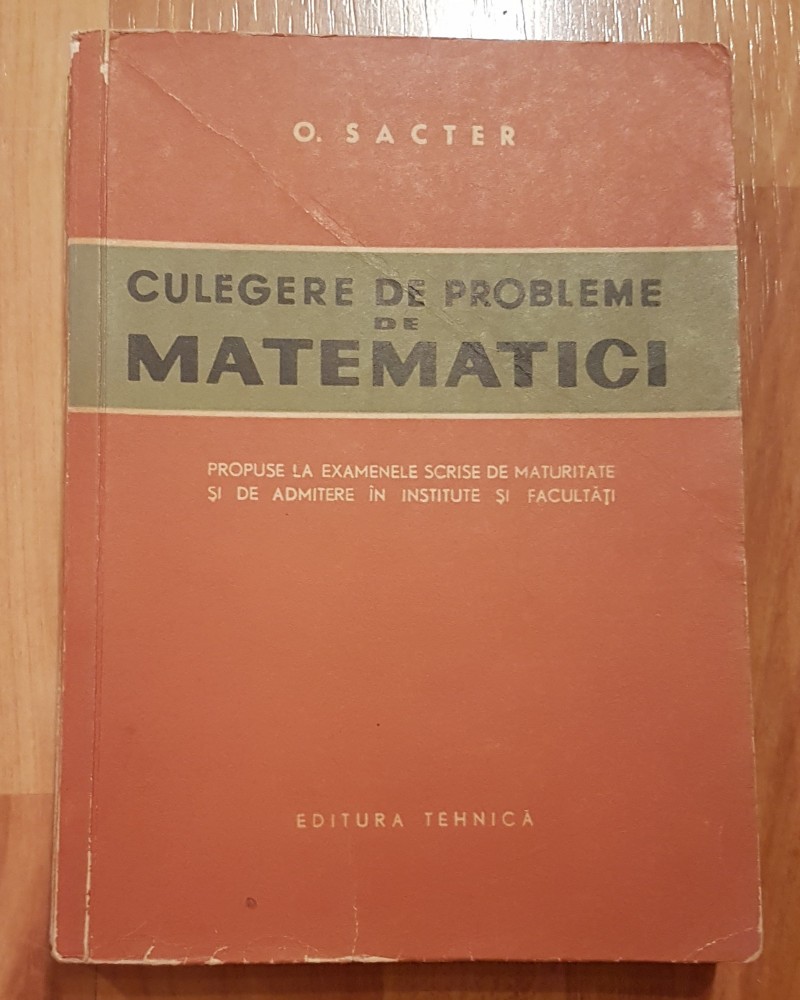 O. SACTER
CULEGERE DE PROBLEME
DE
MATEMATICI
PROPUSE LA EXAMENELE SCRISE DE MATURITATE
ȘI DE ADMITERE ÎN INSTITUTE ȘI FACULTĂȚI
EDITURA TEHNICĂ